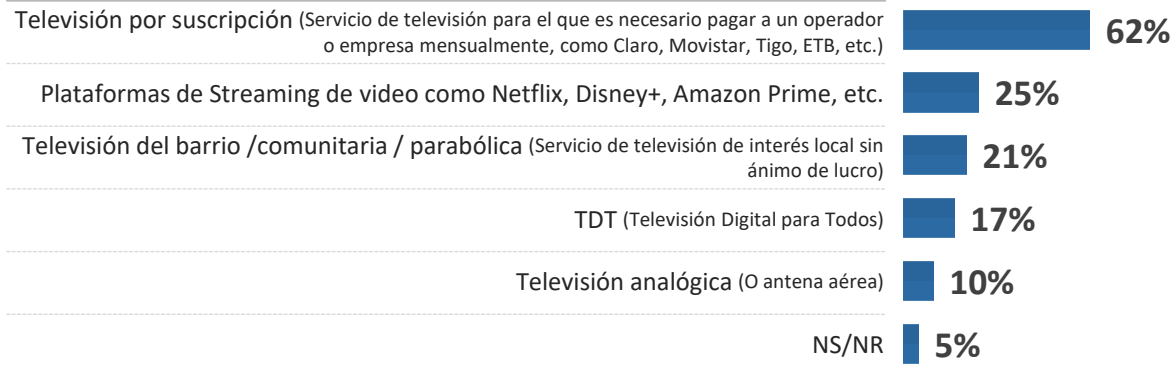 Televisión por suscripción (Servicio de televisión para el que es necesario pagar a un operador
o empresa mensualmente, como Claro, Movistar, Tigo, ETB, etc.)
62%
Plataformas de Streaming de video como Netflix, Disney+, Amazon Prime, etc.
25%
Televisión del barrio /comunitaria / parabólica (Servicio de televisión de interés local sin
ánimo de lucro)
21%
TDT (Televisión Digital para Todos)
17%
Televisión analógica (O antena aérea)
10%
NS/NR
5%